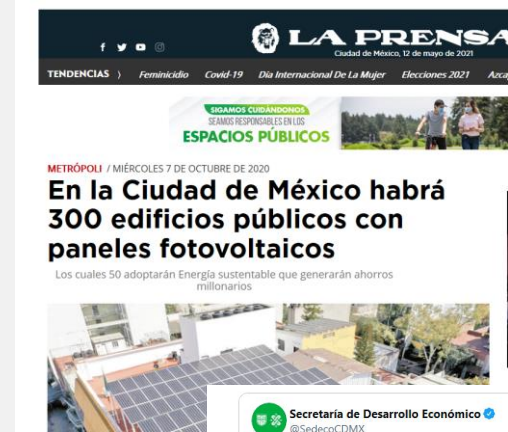 LA PRENSA
Ciudad de México, 12 de mayo de 2021
TENDENCIAS ) Feminicidio Covid-19 Día Internacional De La Mujer Elecciones 2021
SIGAMOS CUIDÁNDONOS
SEAMOS RESPONSABLES EN LOS
ESPACIOS PÚBLICOS
METRÓPOLI / MIÉRCOLES 7 DE OCTUBRE DE 2020
En la Ciudad de México habrá
300 edificios públicos con
paneles fotovoltaicos
Los cuales 50 adoptarán Energía sustentable que generarán ahorros
millonarios
Secretaría de Desarrollo Económico
@SedecoCDMX